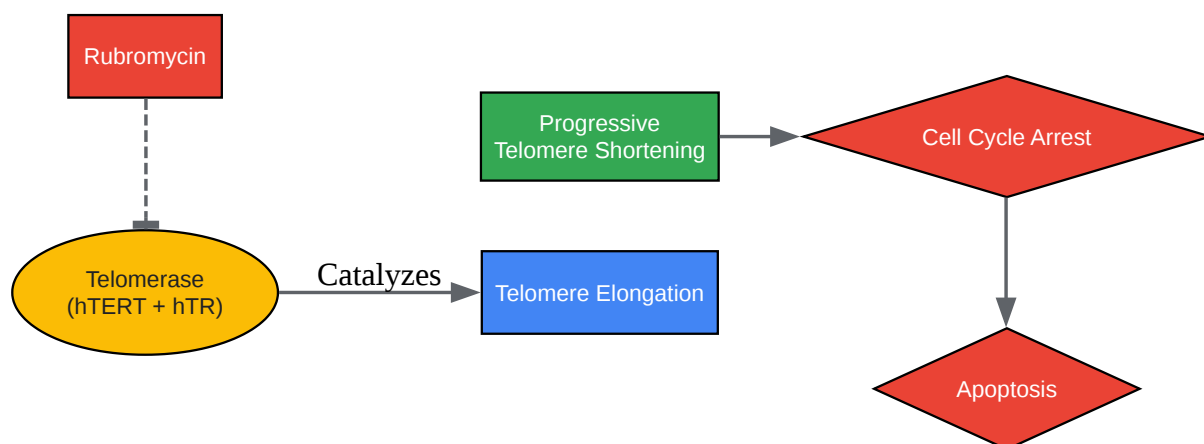 Rubromycin
Progressive
Telomere Shortening
Cell Cycle Arrest
Telomerase
(hTERT + hTR)
Catalyzes
Telomere Elongation
Apoptosis